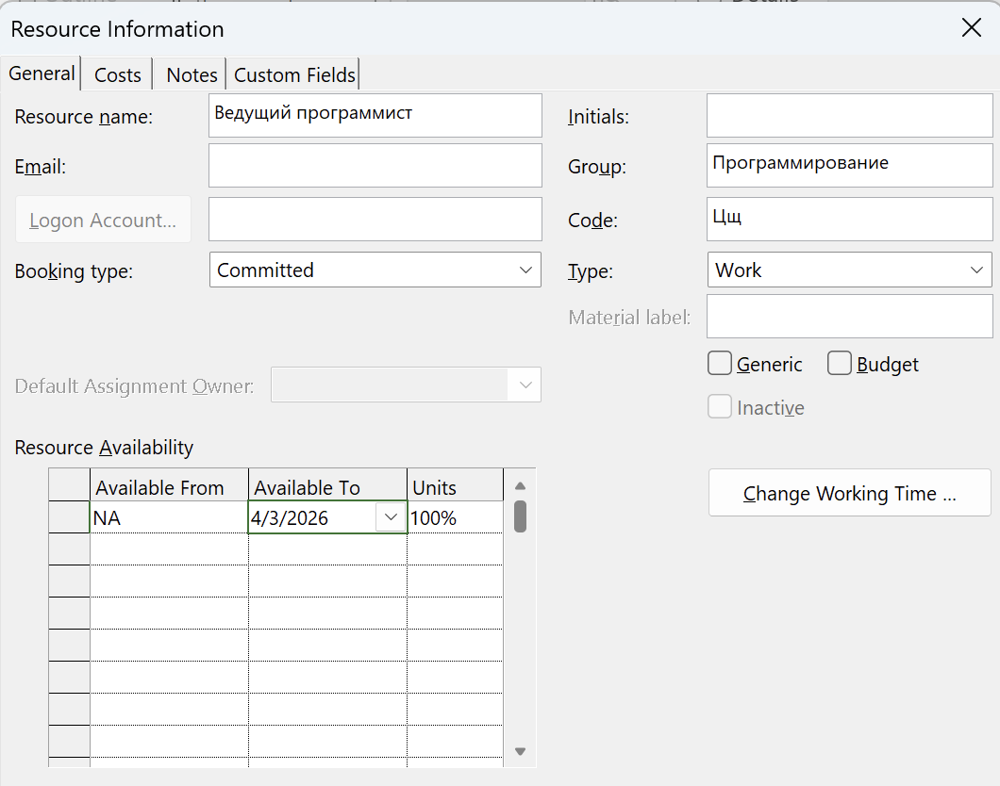 Resource Information
General Costs Notes Custom Fields
Resource name: Ведущий программист Initials:
Email: Group: Программирование
Logon Account... Code: Цщ
Booking type: Committed Type: Work
Material label:
Generic Budget
Default Assignment Owner:
Inactive
Resource Availability
Available From Available To Units
Change Working Time ...
NA 4/3/2026 100%